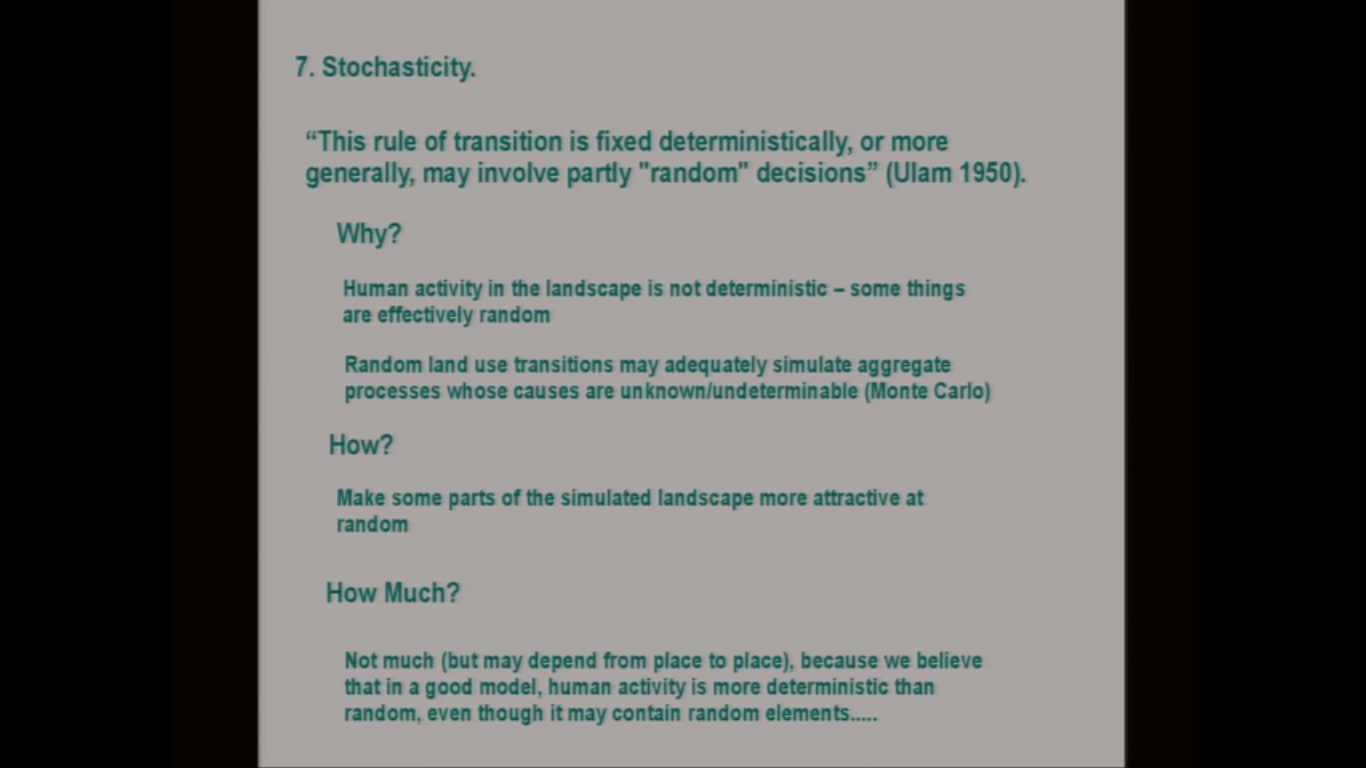 7. Stochasticity.
“This rule of transition is fixed deterministically, or more
generally, may involve partly "random" decisions” (Ulam 1950).
Why?
Human activity in the landscape is not deterministic – some things
are effectively random
Random land use transitions may adequately simulate aggregate
processes whose causes are unknown/undeterminable (Monte Carlo)
How?
Make some parts of the simulated landscape more attractive at
random
How Much?
Not much (but may depend from place to place), because we believe
that in a good model, human activity is more deterministic than
random, even though it may contain random elements.....